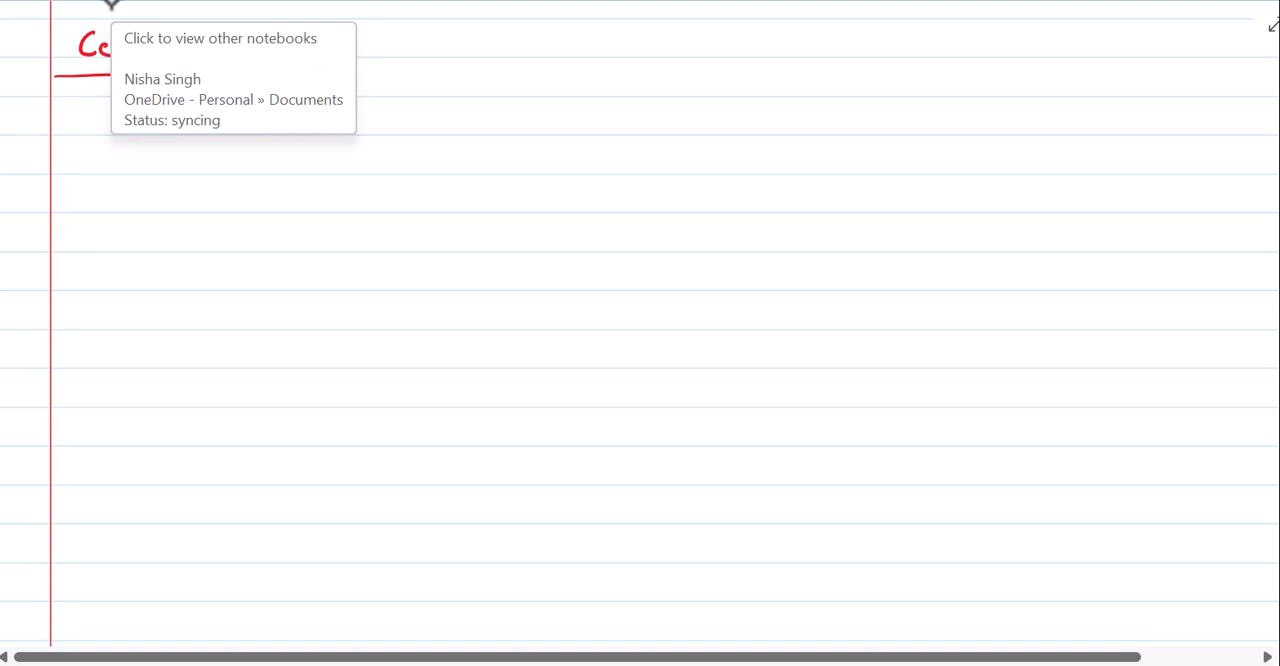 Click to view other notebooks
Nisha Singh
OneDrive - Personal » Documents
Status: syncing